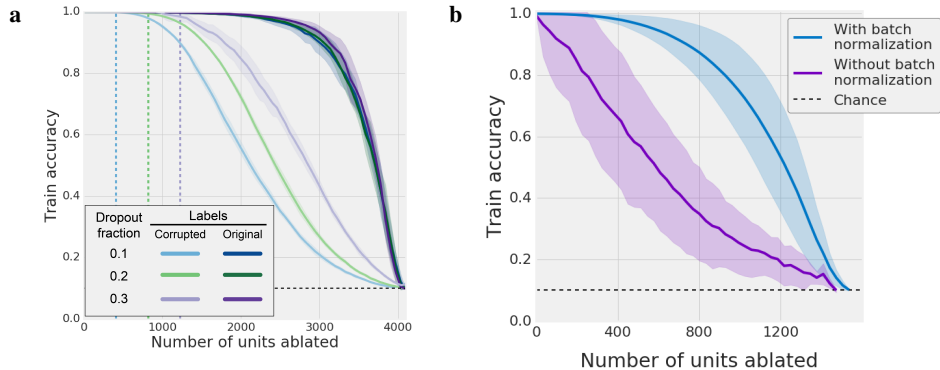 a
1.0
0.8
0.6
0.4
0.2
0.0
Train accuracy
Dropout
fraction
Labels
Corrupted
Original
0.1
0.2
0.3
0
1000
2000
3000
4000
Number of units ablated
b
1.0
0.8
0.6
0.4
0.2
0.0
Train accuracy
With batch
normalization
Without batch
normalization
Chance
0
400
800
1200
Number of units ablated